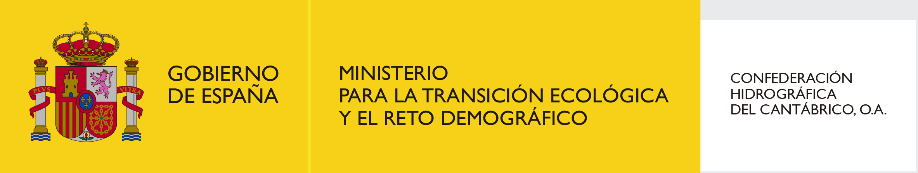 GOBIERNO
DE ESPAÑA
MINISTERIO
PARA LA TRANSICIÓN ECOLÓGICA
Y EL RETO DEMOGRÁFICO
CONFEDERACIÓN
HIDROGRÁFICA
DEL CANTÁBRICO, O.A.